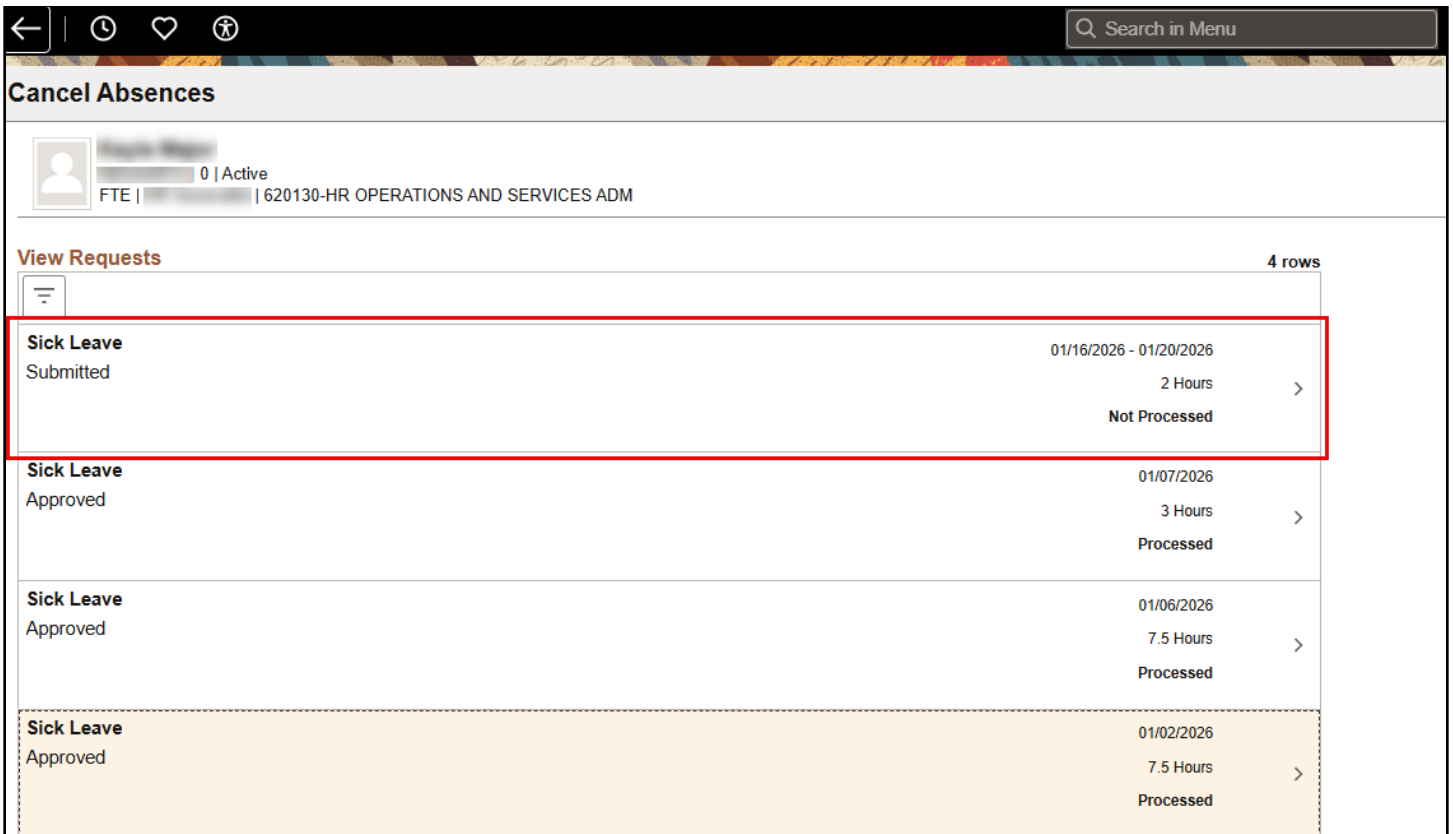 Search in Menu
Cancel Absences
0 | Active
FTE | | 620130-HR OPERATIONS AND SERVICES ADM
View Requests
4 rows
Sick Leave
01/16/2026 - 01/20/2026
Submitted
2 Hours
Not Processed
Sick Leave
01/07/2026
Approved
3 Hours
Processed
Sick Leave
01/06/2026
Approved
7.5 Hours
Processed
Sick Leave
01/02/2026
Approved
7.5 Hours
Processed